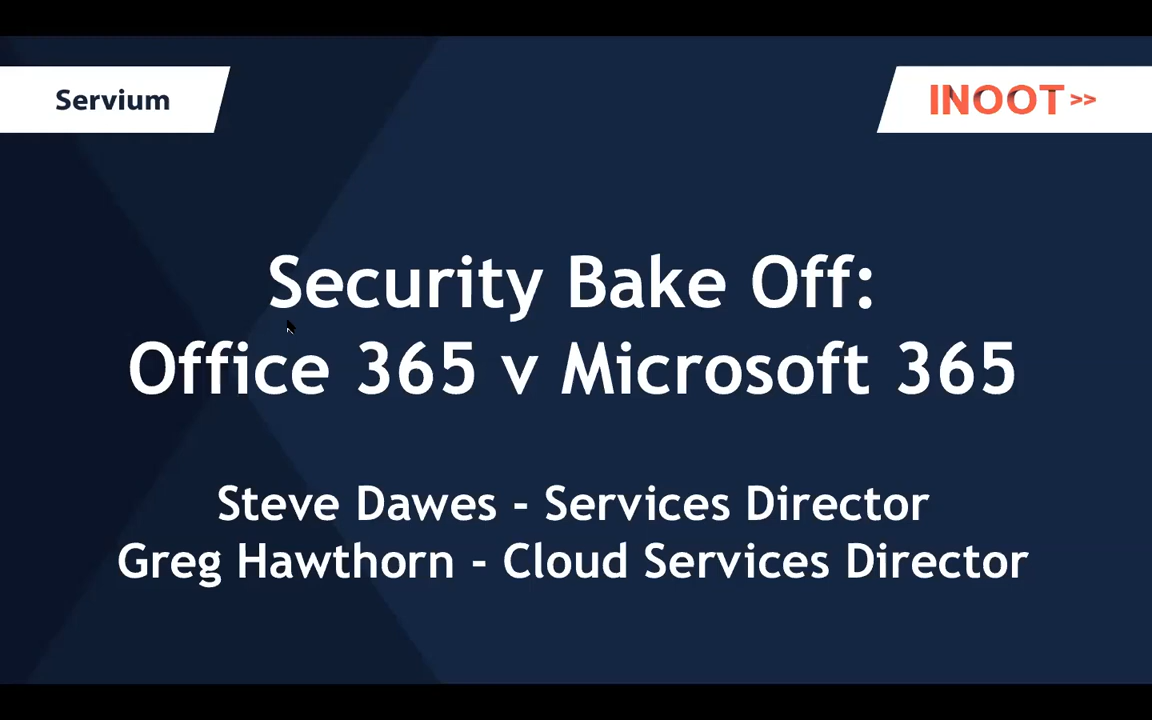 Servium
INOOT >>
Security Bake Off:
Office 365 v Microsoft 365
Steve Dawes - Services Director
Greg Hawthorn - Cloud Services Director